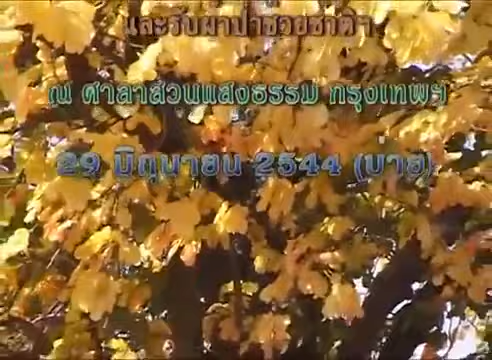 และรับผ้าป่าช่วยชาติฯ
ณ ศาลาสวนแสงธรรม กรุงเทพฯ
29 มิถุนายน 2544 (บ่าย)